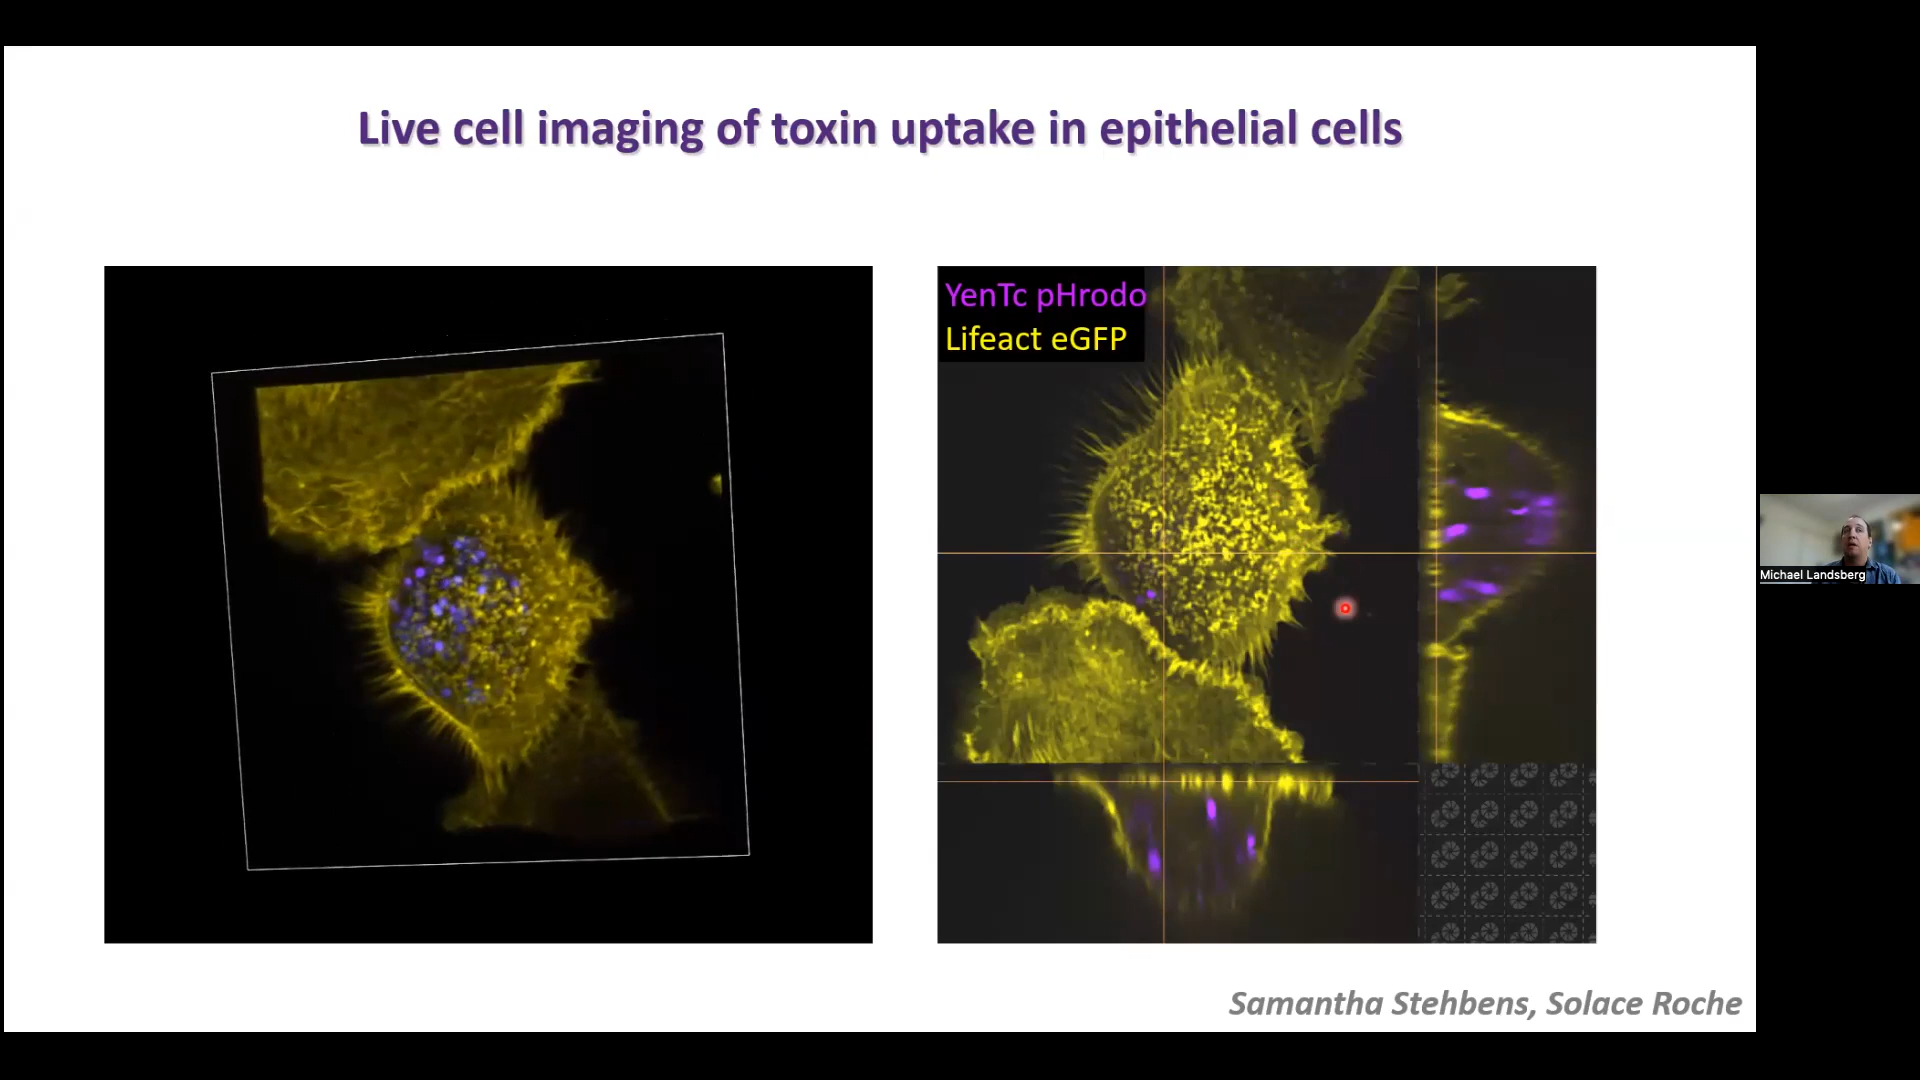 Live cell imaging of toxin uptake in epithelial cells
YenTc pHrodo
Lifeact eGFP
Michael Landsberg
Samantha Stehbens, Solace Roche